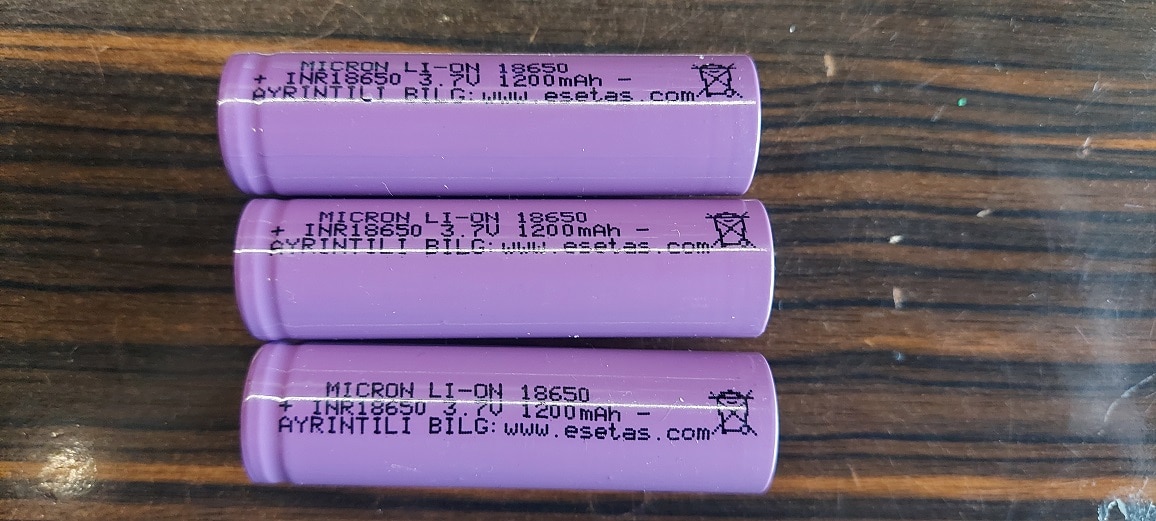 MICRON LI-ON 18650
+ INR18650 3.7V 1200mAh -
AYRINTILI BILG:www.esetas.com
MICRON LI-ON 18650
+ INR18650 3.7V 1200mAh -
AYRINTILI BILG:www.esetas.com
MICRON LI-ON 18650
+ INR18650 3.7V 1200mAh -
AYRINTILI BILG:www.esetas.com